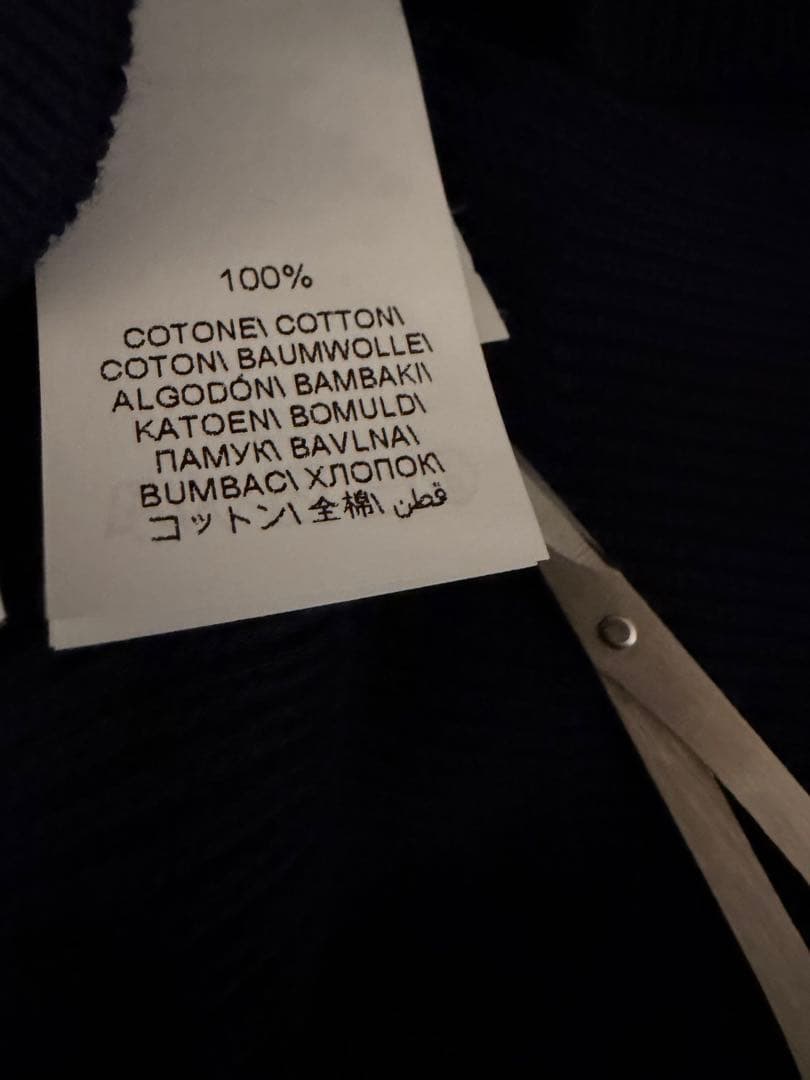 100%
COTONE\ COTTON\
COTON\ BAUMWOLLE\
ALGODÓN\ BAMBAKI\
KATOEN\ BOMULD\
ПАМУК\ BAVLNA\
BUMBAC\ ХЛОПОК\
コットン\ 全棉\ قطن